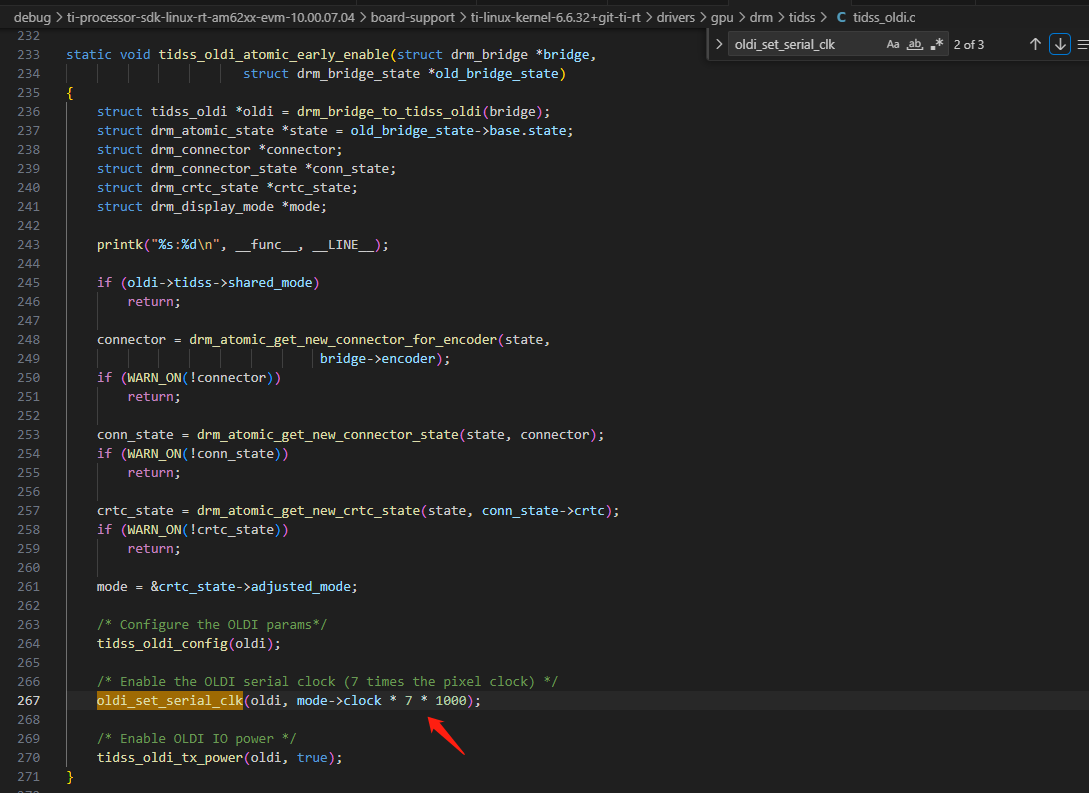 debug > ti-processor-sdk-linux-rt-am62xx-evm-10.00.07.04 > board-support > ti-linux-kernel-6.6.32+git-ti-rt > drivers > gpu > drm > tidss > C tidss_oldi.c
> oldi_set_serial_clk Aa ab, .* 2 of 3
232
233 static void tidss_oldi_atomic_early_enable(struct drm_bridge *bridge,
234 struct drm_bridge_state *old_bridge_state)
235 {
236 struct tidss_oldi *oldi = drm_bridge_to_tidss_oldi(bridge);
237 struct drm_atomic_state *state = old_bridge_state->base.state;
238 struct drm_connector *connector;
239 struct drm_connector_state *conn_state;
240 struct drm_crtc_state *crtc_state;
241 struct drm_display_mode *mode;
242
243 printk("%s:%d\n", __func__, __LINE__);
244
245 if (oldi->tidss->shared_mode)
246 return;
247
248 connector = drm_atomic_get_new_connector_for_encoder(state,
249 bridge->encoder);
250 if (WARN_ON(!connector))
251 return;
252
253 conn_state = drm_atomic_get_new_connector_state(state, connector);
254 if (WARN_ON(!conn_state))
255 return;
256
257 crtc_state = drm_atomic_get_new_crtc_state(state, conn_state->crtc);
258 if (WARN_ON(!crtc_state))
259 return;
260
261 mode = &crtc_state->adjusted_mode;
262
263 /* Configure the OLDI params*/
264 tidss_oldi_config(oldi);
265
266 /* Enable the OLDI serial clock (7 times the pixel clock) */
267 oldi_set_serial_clk(oldi, mode->clock * 7 * 1000);
268
269 /* Enable OLDI IO power */
270 tidss_oldi_tx_power(oldi, true);
271 }